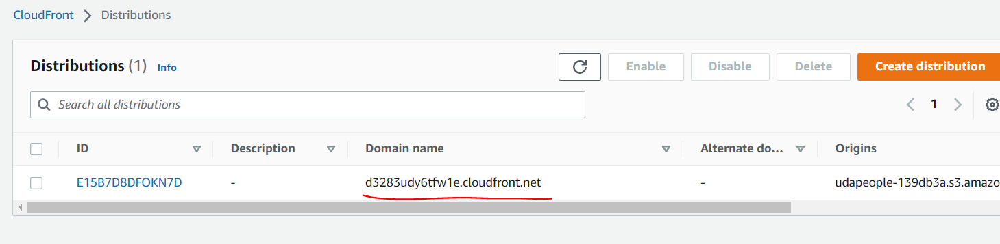 CloudFront > Distributions
Distributions (1) Info
Enable Disable Delete Create distribution
Search all distributions
1
ID Description Domain name Alternate do... Origins
E15B7D8DFOKN7D - d3283udy6tfw1e.cloudfront.net - udapeople-139db3a.s3.amazo